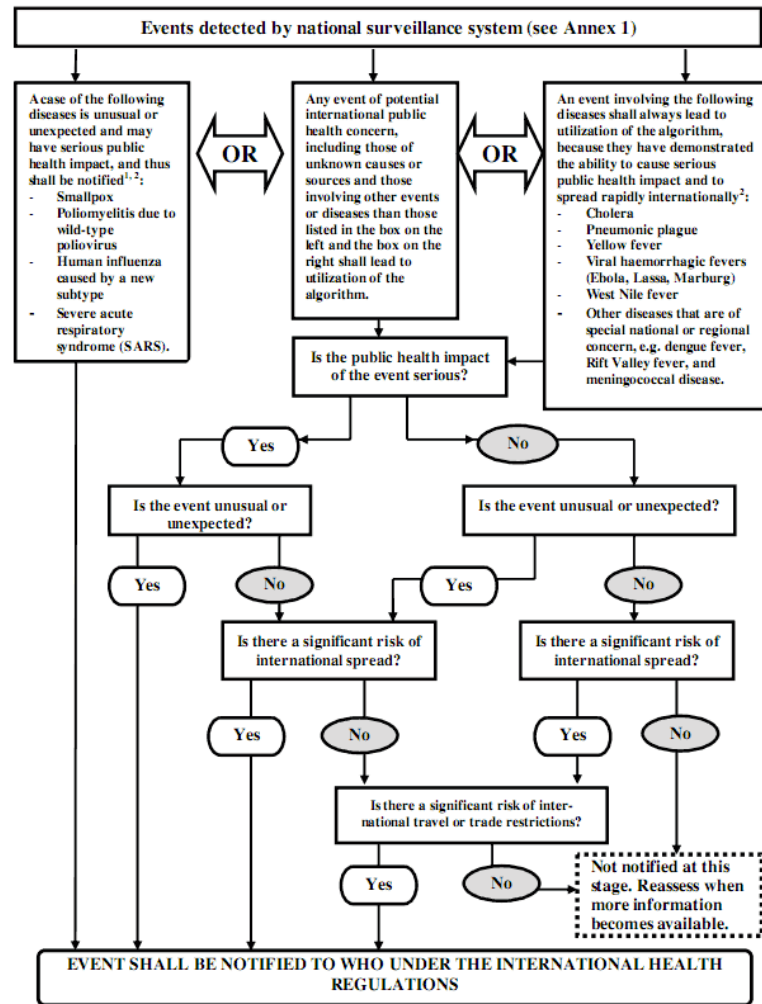 Events detected by national surveillance system (see Annex 1)
A case of the following
diseases is unusual or
unexpected and may
have serious public
health impact, and thus
shall be notified1, 2:
- Smallpox
- Poliomyelitis due to
wild-type
poliovirus
- Human influenza
caused by a new
subtype
- Severe acute
respiratory
syndrome (SARS).
OR
Any event of potential
international public
health concern,
including those of
unknown causes or
sources and those
involving other events
or diseases than those
listed in the box on the
left and the box on the
right shall lead to
utilization of the
algorithm.
OR
An event involving the following
diseases shall always lead to
utilization of the algorithm,
because they have demonstrated
the ability to cause serious
public health impact and to
spread rapidly internationally2:
- Cholera
- Pneumonic plague
- Yellow fever
- Viral haemorrhagic fevers
(Ebola, Lassa, Marburg)
- West Nile fever
- Other diseases that are of
special national or regional
concern, e.g. dengue fever,
Rift Valley fever, and
meningococcal disease.
Is the public health impact
of the event serious?
Yes
No
Is the event unusual or
unexpected?
Is the event unusual or unexpected?
Yes
No
Yes
No
Is there a significant risk of
international spread?
Is there a significant risk of
international spread?
Yes
No
Yes
No
Is there a significant risk of inter-
national travel or trade restrictions?
Yes
No
Not notified at this
stage. Reassess when
more information
becomes available.
EVENT SHALL BE NOTIFIED TO WHO UNDER THE INTERNATIONAL HEALTH
REGULATIONS